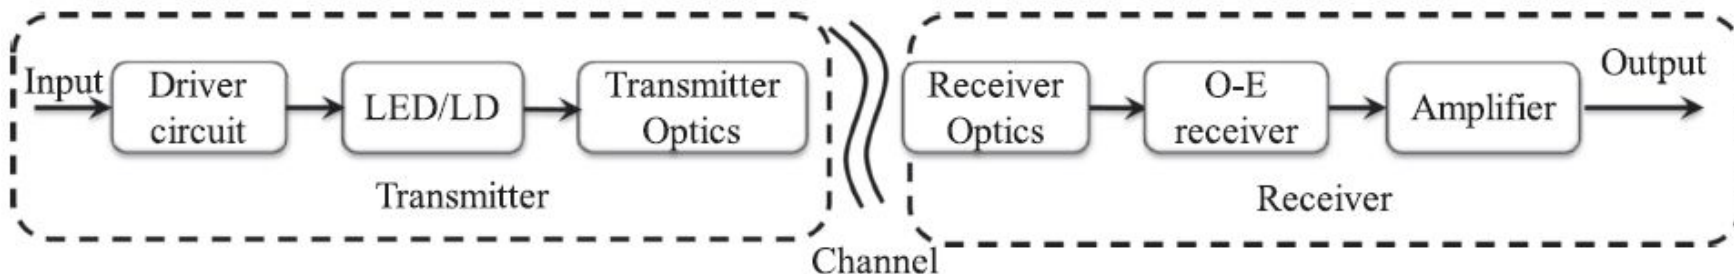 Input
Driver
circuit
LED/LD
Transmitter
Optics
Transmitter
Channel
Receiver
Optics
O-E
receiver
Amplifier
Output
Receiver